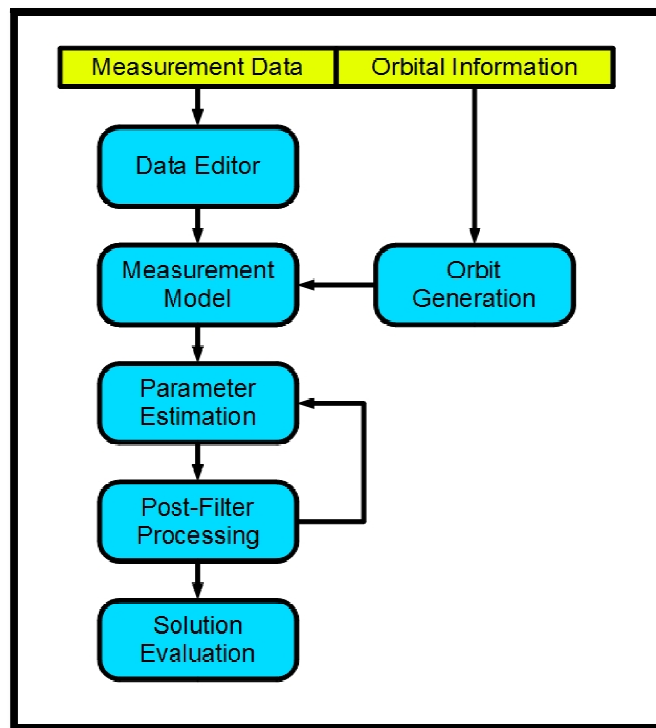 Measurement Data
Orbital Information
Data Editor
Measurement
Model
Orbit
Generation
Parameter
Estimation
Post-Filter
Processing
Solution
Evaluation